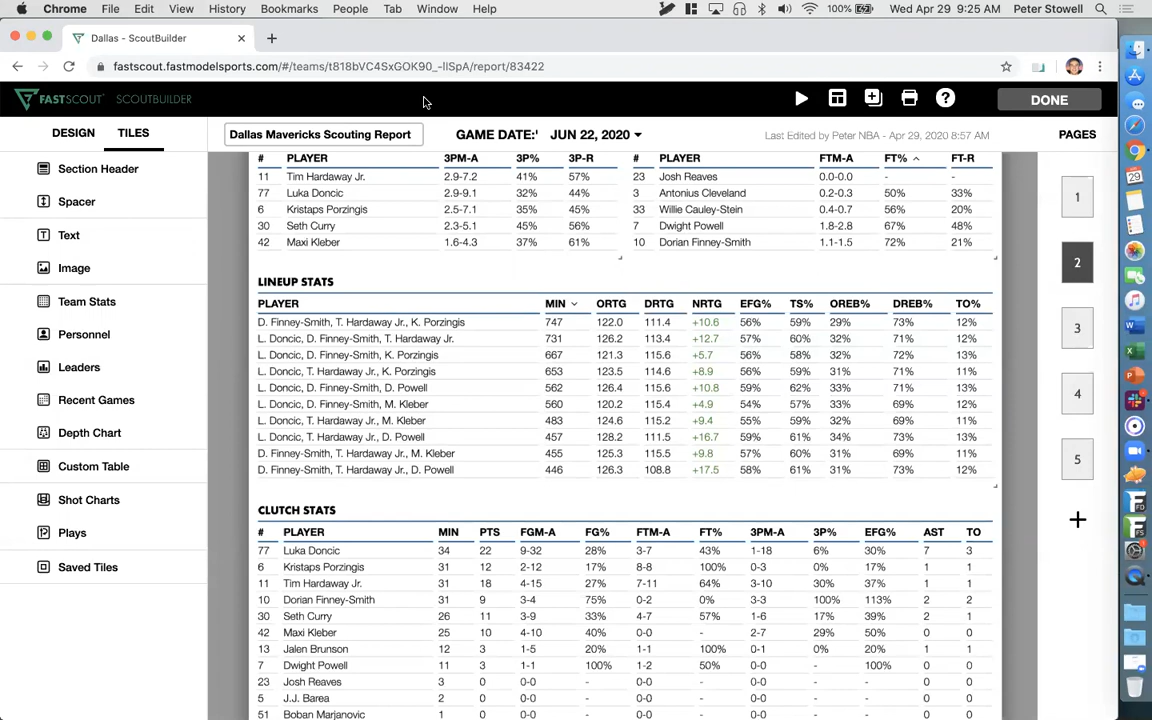 Chrome File Edit View History Bookmarks People Tab Window Help 100% Wed Apr 29 9:25 AM Peter Stowell
Dallas - ScoutBuilder
fastscout.fastmodelsports.com/#/teams/t818bVC4SxGOK90_-lISpA/report/83422
FASTSCOUT SCOUTBUILDER DONE
DESIGN TILES Dallas Mavericks Scouting Report GAME DATE:' JUN 22, 2020 Last Edited by Peter NBA - Apr 29, 2020 8:57 AM PAGES
Section Header
Spacer
Text
Image
Team Stats
Personnel
Leaders
Recent Games
Depth Chart
Custom Table
Shot Charts
Plays
Saved Tiles
# PLAYER 3PM-A 3P% 3P-R
11 Tim Hardaway Jr. 2.9-7.2 41% 57%
77 Luka Doncic 2.9-9.1 32% 44%
6 Kristaps Porzingis 2.5-7.1 35% 45%
30 Seth Curry 2.3-5.1 45% 56%
42 Maxi Kleber 1.6-4.3 37% 61%
# PLAYER FTM-A FT% FT-R
23 Josh Reaves 0.0-0.0 - -
3 Antonius Cleveland 0.2-0.3 50% 33%
33 Willie Cauley-Stein 0.4-0.7 56% 20%
7 Dwight Powell 1.8-2.8 67% 48%
10 Dorian Finney-Smith 1.1-1.5 72% 21%
LINEUP STATS
PLAYER MIN ORTG DRTG NRTG EFG% TS% OREB% DREB% TO%
D. Finney-Smith, T. Hardaway Jr., K. Porzingis 747 122.0 111.4 +10.6 56% 59% 29% 73% 12%
L. Doncic, D. Finney-Smith, T. Hardaway Jr. 731 126.2 113.4 +12.7 57% 60% 32% 71% 12%
L. Doncic, D. Finney-Smith, K. Porzingis 667 121.3 115.6 +5.7 56% 58% 32% 72% 13%
L. Doncic, T. Hardaway Jr., K. Porzingis 653 123.5 114.6 +8.9 56% 59% 31% 71% 11%
L. Doncic, D. Finney-Smith, D. Powell 562 126.4 115.6 +10.8 59% 62% 33% 71% 13%
L. Doncic, D. Finney-Smith, M. Kleber 560 120.2 115.4 +4.9 54% 57% 33% 69% 12%
L. Doncic, T. Hardaway Jr., M. Kleber 483 124.6 115.2 +9.4 55% 59% 32% 69% 11%
L. Doncic, T. Hardaway Jr., D. Powell 457 128.2 111.5 +16.7 59% 61% 34% 73% 13%
D. Finney-Smith, T. Hardaway Jr., M. Kleber 455 125.3 115.5 +9.8 57% 60% 31% 69% 11%
D. Finney-Smith, T. Hardaway Jr., D. Powell 446 126.3 108.8 +17.5 58% 61% 31% 73% 12%
CLUTCH STATS
# PLAYER MIN PTS FGM-A FG% FTM-A FT% 3PM-A 3P% EFG% AST TO
77 Luka Doncic 34 22 9-32 28% 3-7 43% 1-18 6% 30% 7 3
6 Kristaps Porzingis 31 12 2-12 17% 8-8 100% 0-3 0% 17% 1 1
11 Tim Hardaway Jr. 31 18 4-15 27% 7-11 64% 3-10 30% 37% 1 1
10 Dorian Finney-Smith 31 9 3-4 75% 0-2 0% 3-3 100% 113% 2 2
30 Seth Curry 26 11 3-9 33% 4-7 57% 1-6 17% 39% 2 1
42 Maxi Kleber 25 10 4-10 40% 0-0 - 2-7 29% 50% 0 0
13 Jalen Brunson 12 3 1-5 20% 1-1 100% 0-1 0% 20% 1 1
7 Dwight Powell 11 3 1-1 100% 1-2 50% 0-0 - 100% 0 0
23 Josh Reaves 3 0 0-0 - 0-0 - 0-0 - - 0 0
5 J.J. Barea 2 0 0-0 - 0-0 - 0-0 - - 0 0
51 Boban Marjanovic 1 0 0-0 - 0-0 - 0-0 - - 0 0
1
2
3
4
5